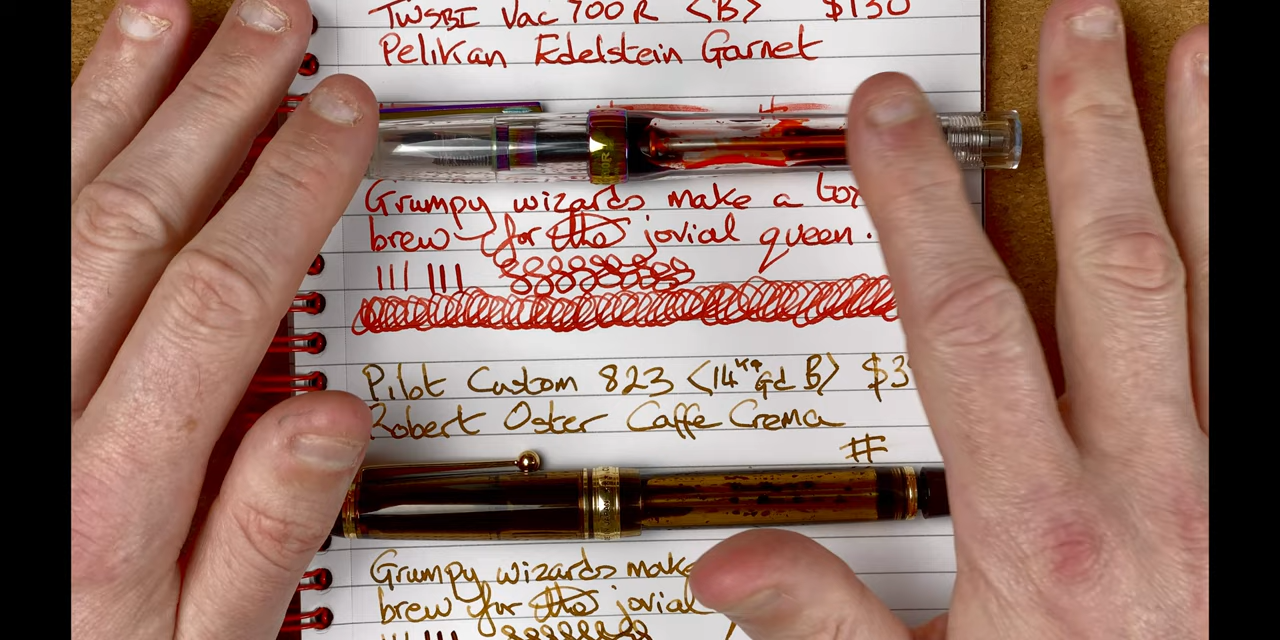 TWSBI Vac 700R <B> $130
Pelikan Edelstein Garnet
Grumpy wizards make a
brew for the jovial queen.
Pilot Custom 823 <14kt Gd B> $3
Robert Oster Caffe Crema
#F
Grumpy wizards make
brew for the jovial